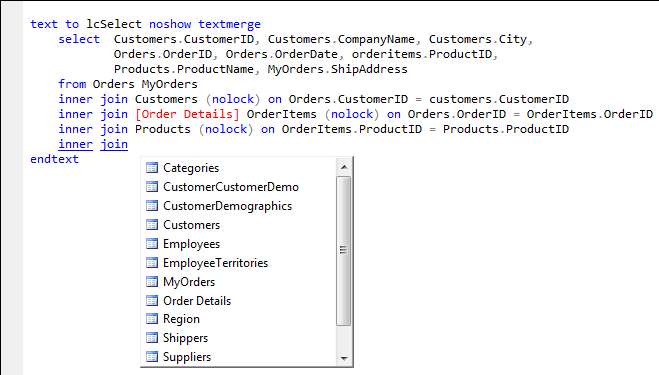 text to lcSelect noshow textmerge
select Customers.CustomerID, Customers.CompanyName, Customers.City,
Orders.OrderID, Orders.OrderDate, orderitems.ProductID,
Products.ProductName, MyOrders.ShipAddress
from Orders MyOrders
inner join Customers (nolock) on Orders.CustomerID = customers.CustomerID
inner join [Order Details] OrderItems (nolock) on Orders.OrderID = OrderItems.OrderID
inner join Products (nolock) on OrderItems.ProductID = Products.ProductID
inner join
endtext
Categories
CustomerCustomerDemo
CustomerDemographics
Customers
Employees
EmployeeTerritories
MyOrders
Order Details
Region
Shippers
Suppliers